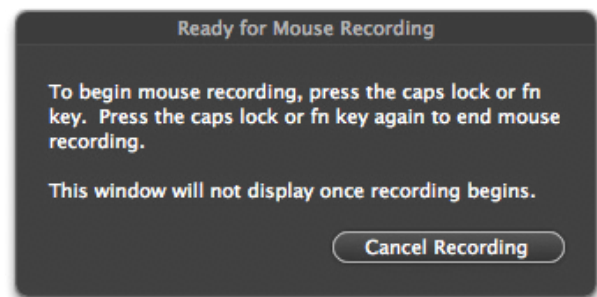 Ready for Mouse Recording
To begin mouse recording, press the caps lock or fn
key.  Press the caps lock or fn key again to end mouse
recording.
This window will not display once recording begins.
Cancel Recording